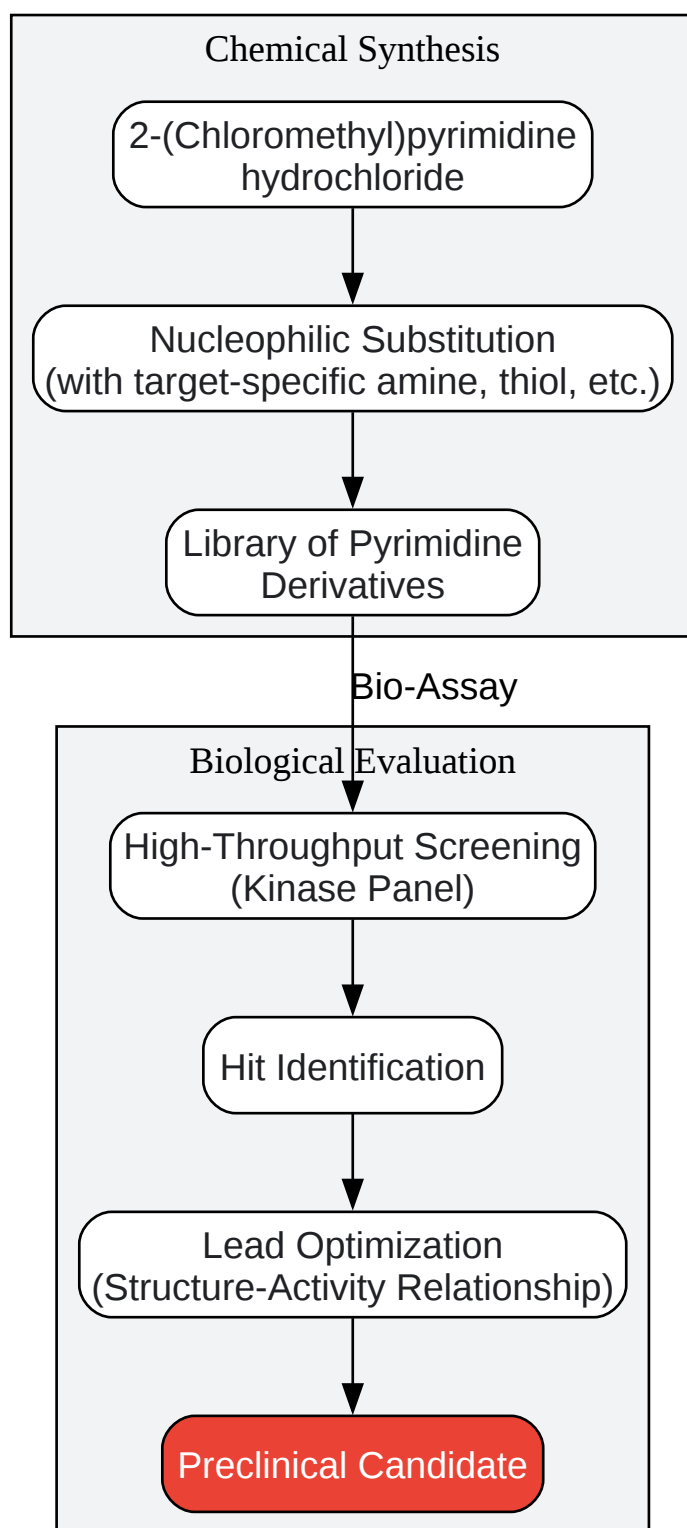 Chemical Synthesis
2-(Chloromethyl)pyrimidine
hydrochloride
Nucleophilic Substitution
(with target-specific amine, thiol, etc.)
Library of Pyrimidine
Derivatives
Bio-Assay
Biological Evaluation
High-Throughput Screening
(Kinase Panel)
Hit Identification
Lead Optimization
(Structure-Activity Relationship)
Preclinical Candidate